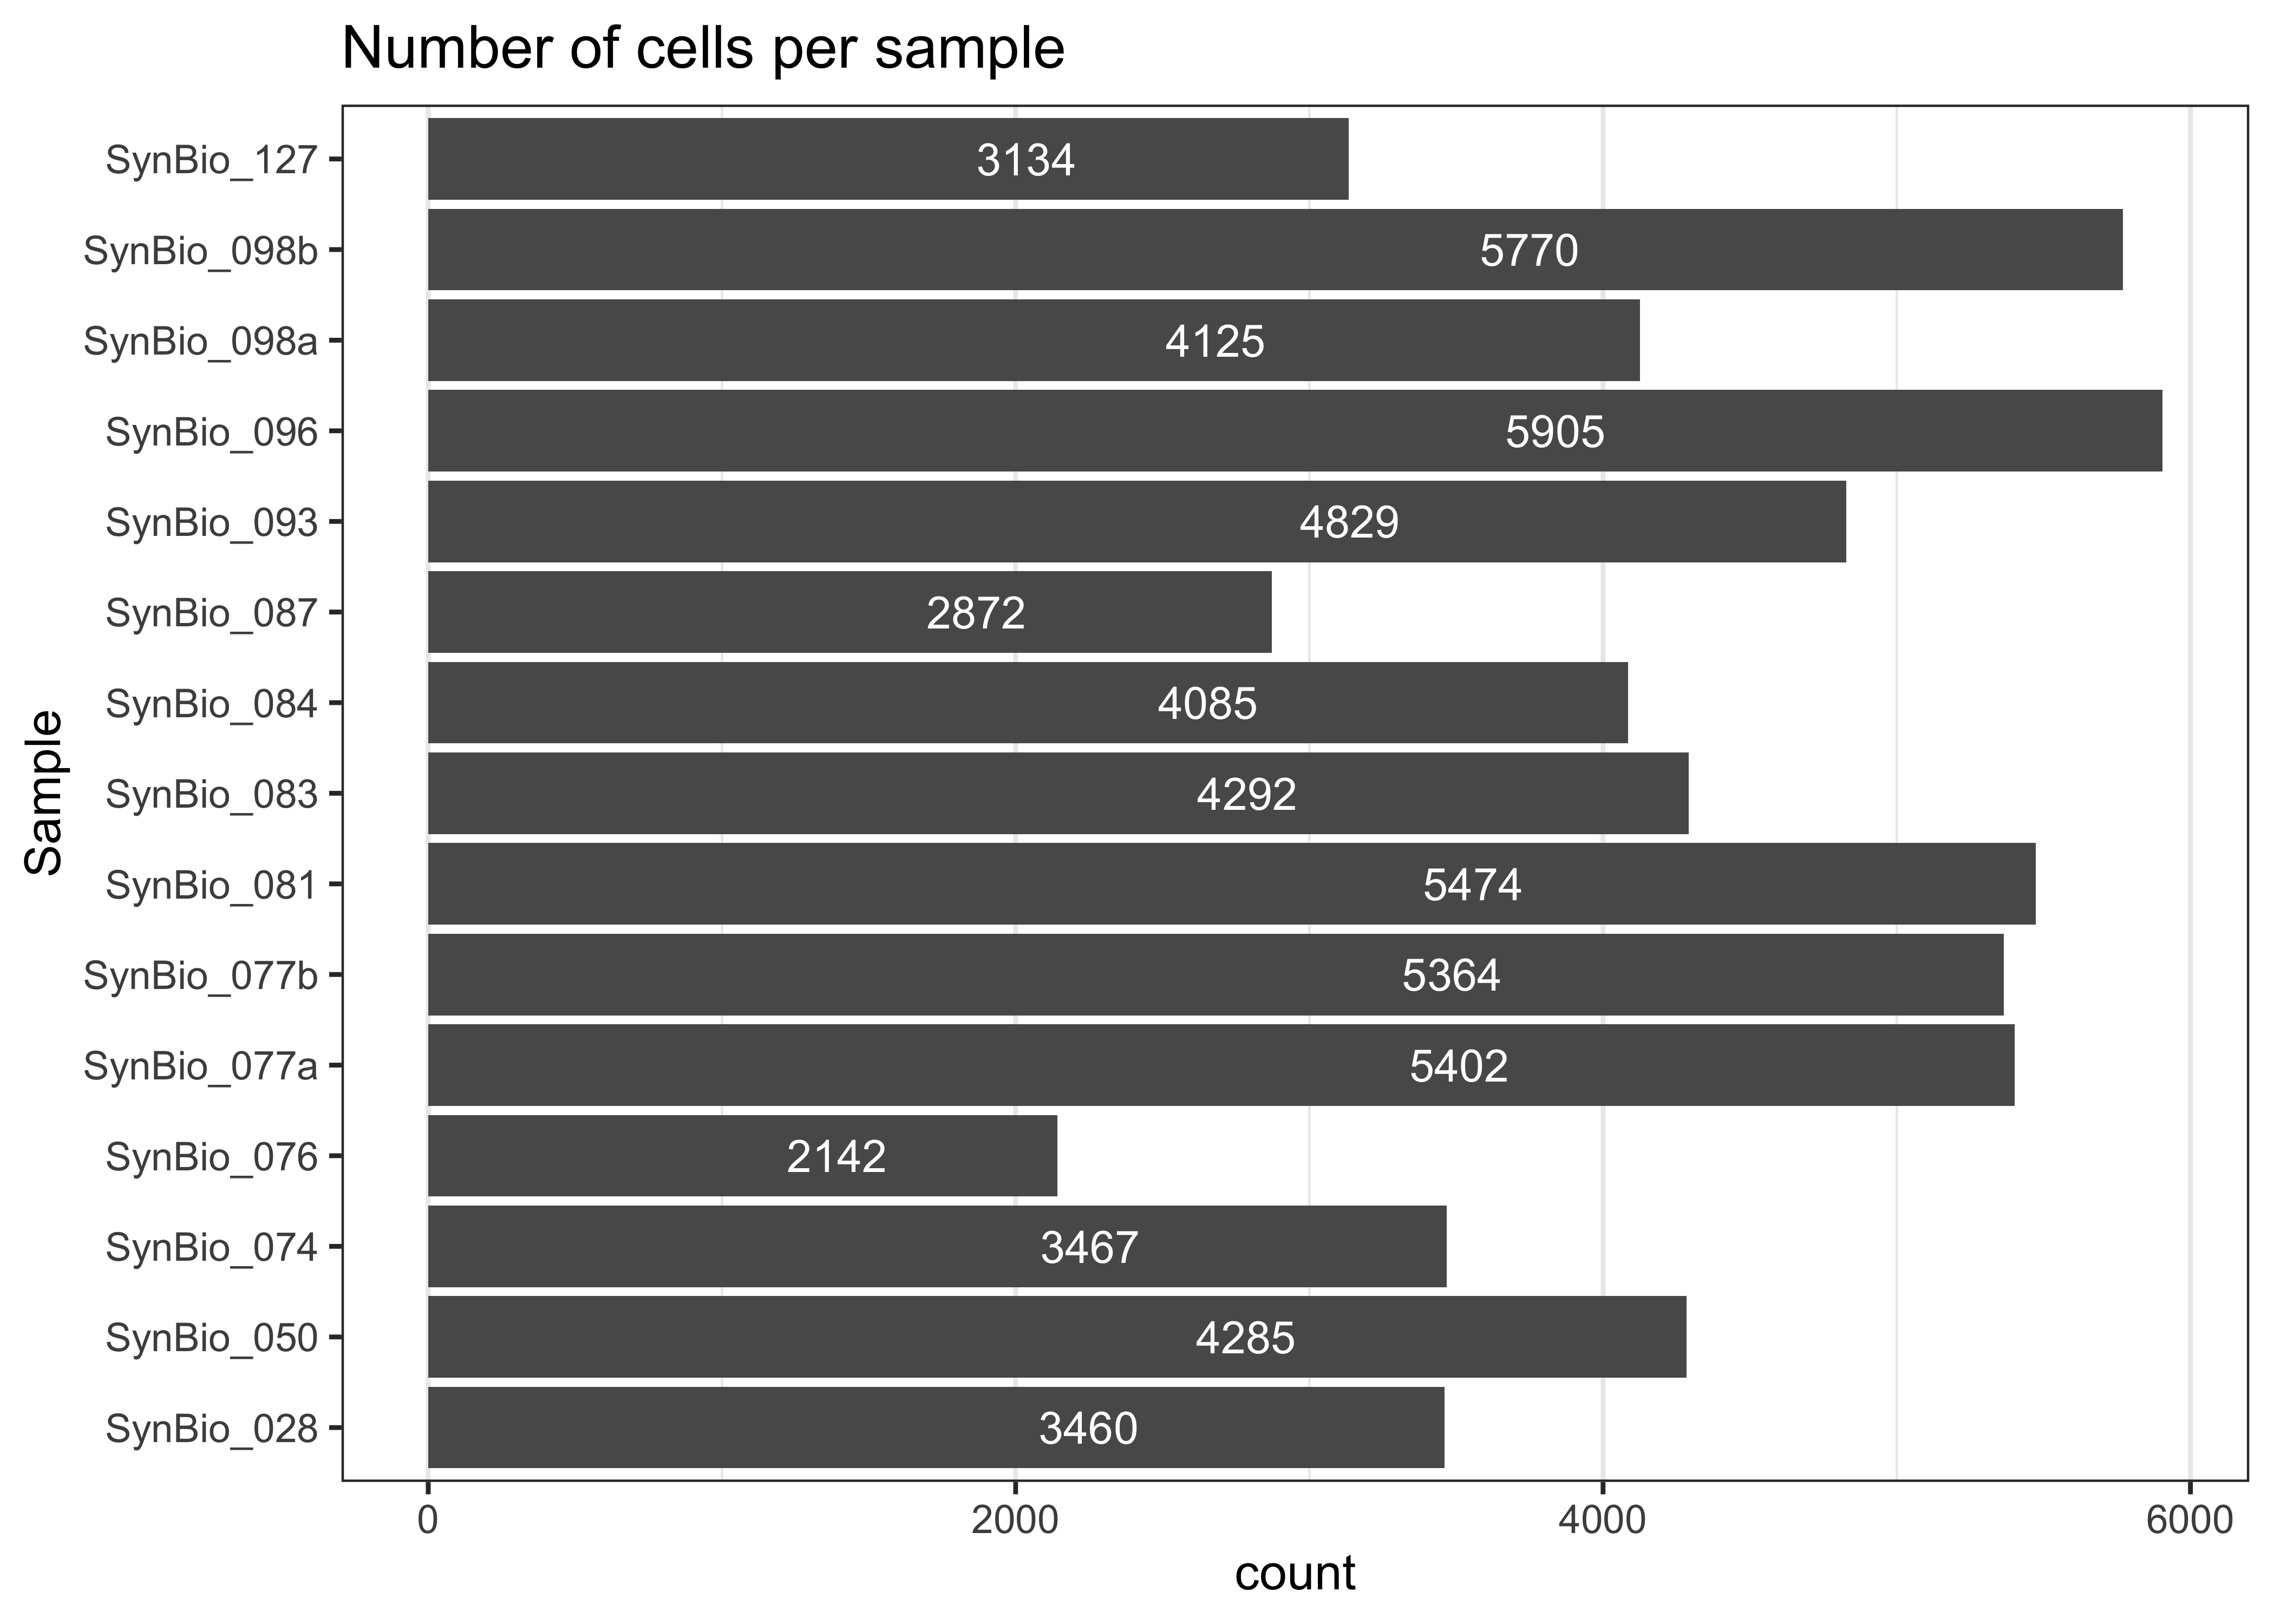 Number of cells per sample
SynBio_127 3134
SynBio_098b 5770
SynBio_098a 4125
SynBio_096 5905
SynBio_093 4829
SynBio_087 2872
SynBio_084 4085
SynBio_083 4292
SynBio_081 5474
SynBio_077b 5364
SynBio_077a 5402
SynBio_076 2142
SynBio_074 3467
SynBio_050 4285
SynBio_028 3460
Sample
0 2000 4000 6000
count